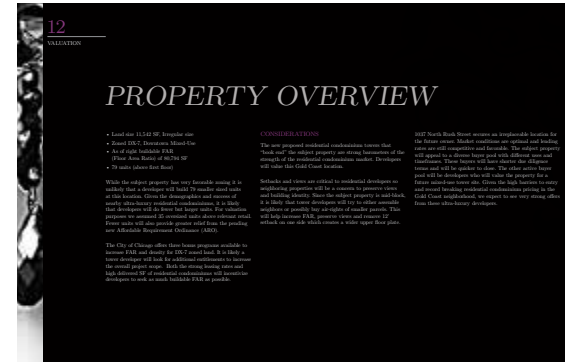 12
VALUATION
PROPERTY OVERVIEW
• Land size 11,542 SF, Irregular size
• Zoned DX-7, Downtown Mixed-Use
• As of right buildable FAR
(Floor Area Ratio) of 80,794 SF
• 79 units (above first floor)
While the subject property has very favorable zoning it is
unlikely that a developer will build 79 smaller sized units
at this location. Given the demographics and success of
nearby ultra-luxury residential condominiums, it is likely
that developers will do fewer but larger units. For valuation
purposes we assumed 35 oversized units above relevant retail.
Fewer units will also provide greater relief from the pending
new Affordable Requirement Ordinance (ARO).
The City of Chicago offers three bonus programs available to
increase FAR and density for DX-7 zoned land. It is likely a
tower developer will look for additional entitlements to increase
the overall project scope. Both the strong leasing rates and
high delivered SF of residential condominiums will incentivize
developers to seek as much buildable FAR as possible.
CONSIDERATIONS
The new proposed residential condominium towers that
"book end" the subject property are strong barometers of the
strength of the residential condominium market. Developers
will value this Gold Coast location.
Setbacks and views are critical to residential developers so
neighboring properties will be a concern to preserve views
and building identity. Since the subject property is mid-block
it is likely that tower developers will try to either assemble
neighbors or possibly buy air-rights of smaller parcels. This
will help increase FAR, preserve views and remove 12'
setback on one side which creates a wider upper floor plate.
1037 North Rush Street secures an irreplaceable location for
the future owner. Market conditions are optimal and lending
rates are still competitive and favorable. The subject property
will appeal to a diverse buyer pool with different uses and
timeframes. These buyers will have shorter due diligence
terms and will be quicker to close. The other active buyer
pool will be developers who will value the property for a
future mixed-use tower site. Given the high barriers to entry
and record breaking residential condominium pricing in the
Gold Coast neighborhood, we expect to see very strong offers
from these ultra-luxury developers.